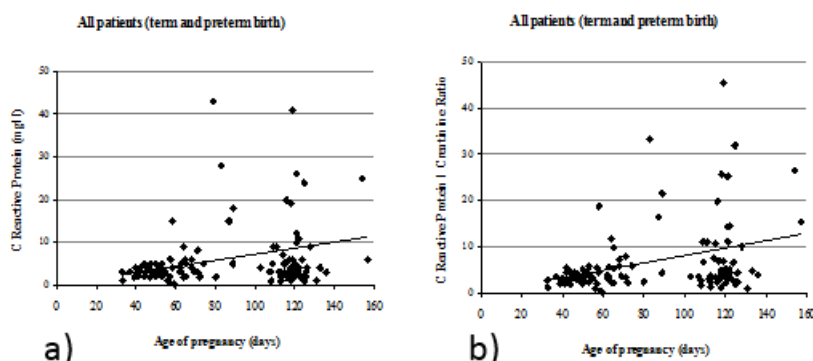 All patients (term and preterm birth)
C Reactive Protein (mg/l)
50
40
30
20
10
0
0 20 40 60 80 100 120 140 160
Age of pregnancy (days)
a)
All patients (term and preterm birth)
C Reactive Protein | Creatinine Ratio
50
40
30
20
10
0
0 20 40 60 80 100 120 140 160
Age of pregnancy (days)
b)